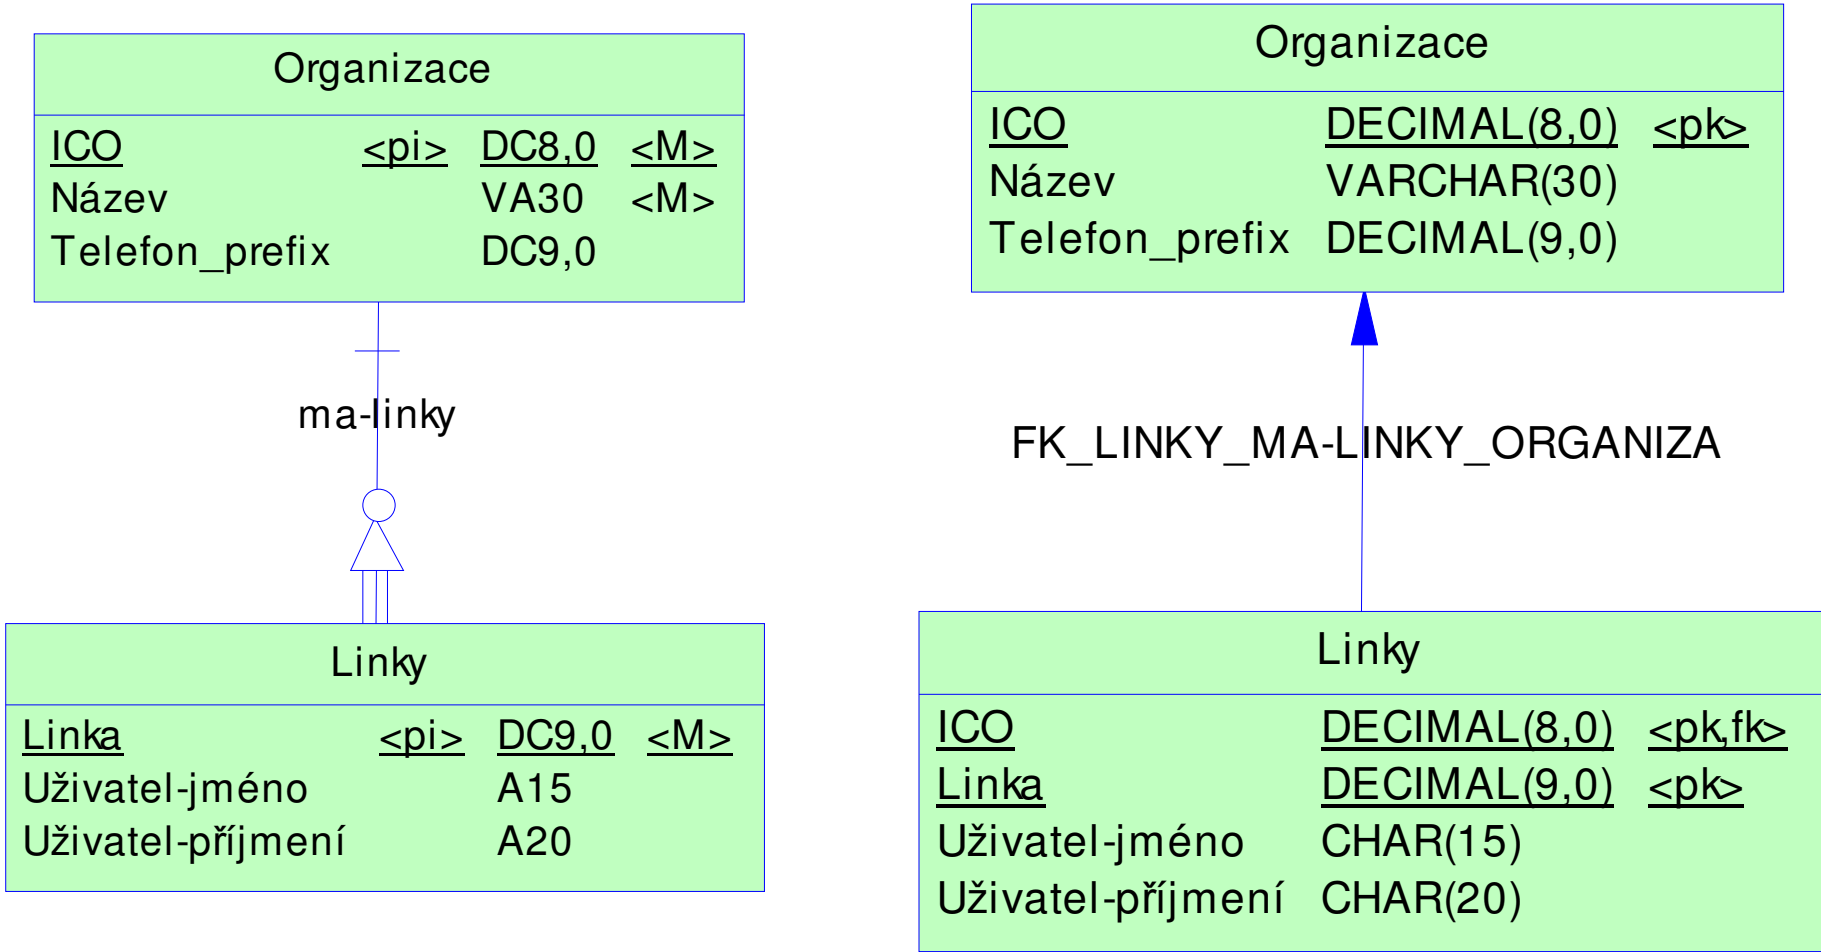 Organizace
ICO <pi> DC8,0 <M>
Název VA30 <M>
Telefon_prefix DC9,0
ma-linky
Linky
Linka <pi> DC9,0 <M>
Uživatel-jméno A15
Uživatel-příjmení A20
Organizace
ICO DECIMAL(8,0) <pk>
Název VARCHAR(30)
Telefon_prefix DECIMAL(9,0)
FK_LINKY_MA-LINKY_ORGANIZA
Linky
ICO DECIMAL(8,0) <pk,fk>
Linka DECIMAL(9,0) <pk>
Uživatel-jméno CHAR(15)
Uživatel-příjmení CHAR(20)